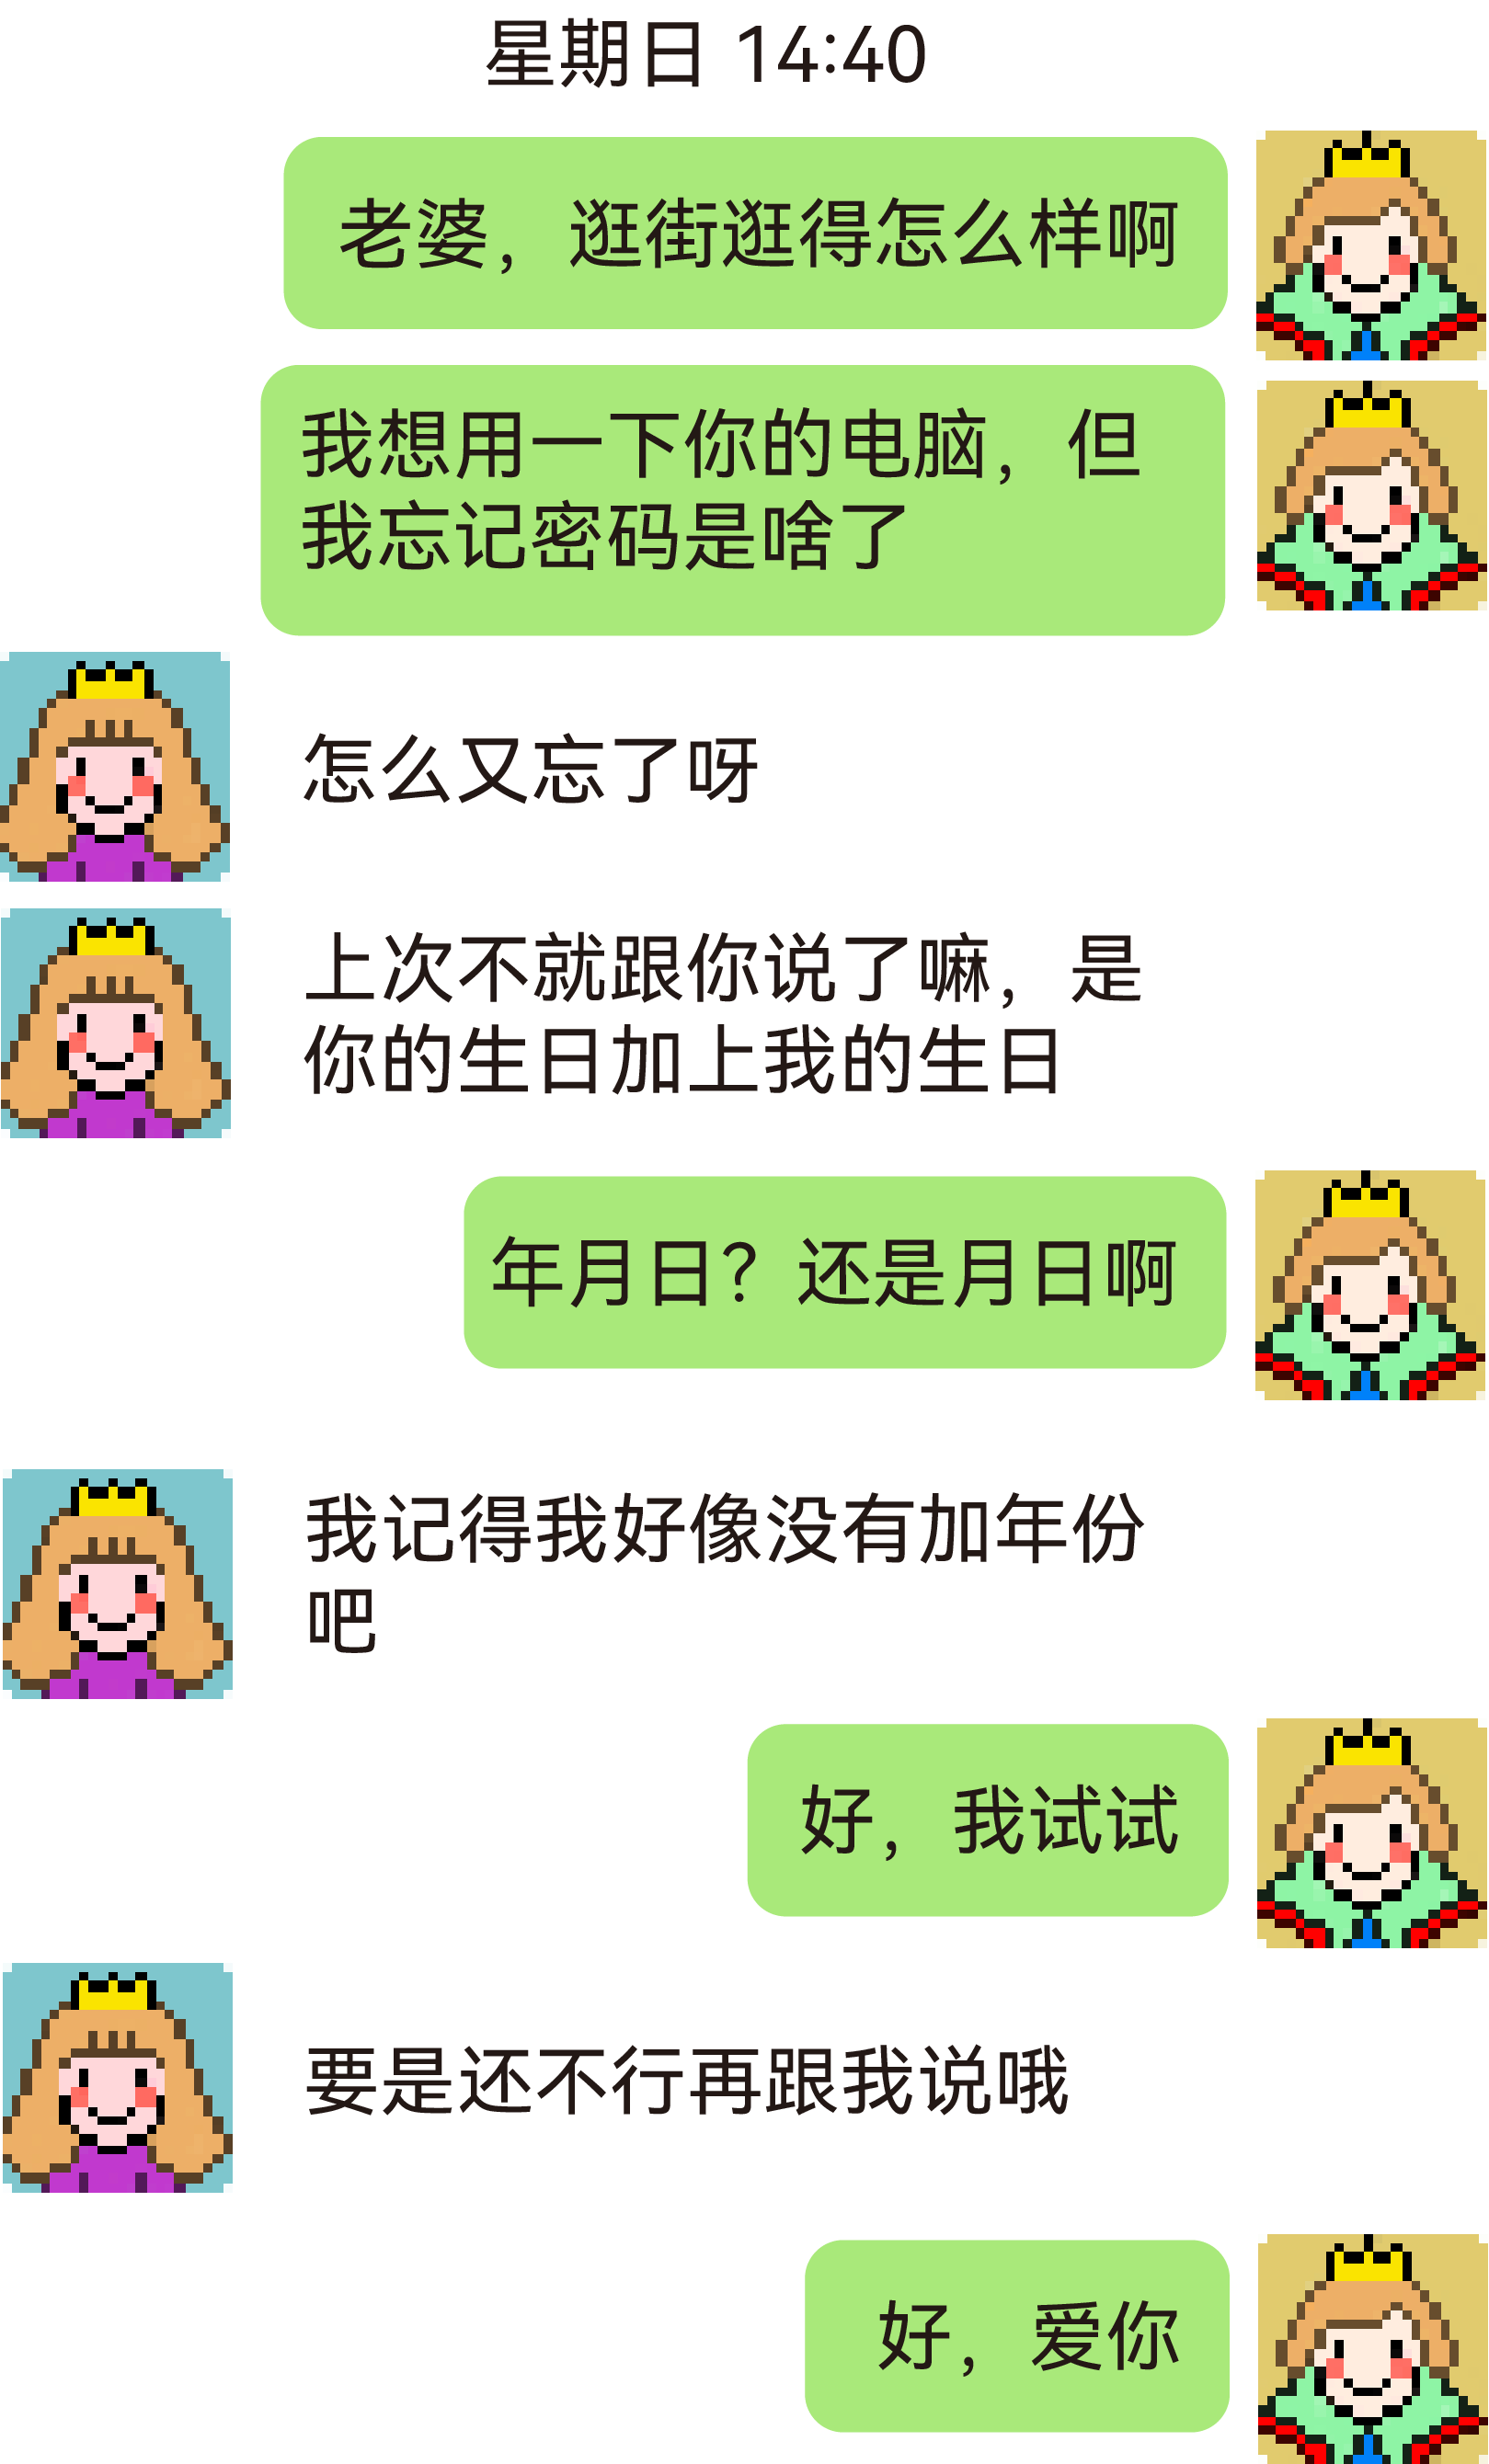 星期日 14:40
老婆，逛街逛得怎么样啊
我想用一下你的电脑，但
我忘记密码是啥了
怎么又忘了呀
上次不就跟你说了嘛，是
你的生日加上我的生日
年月日？还是月日啊
我记得我好像没有加年份
吧
好，我试试
要是还不行再跟我说哦
好，爱你